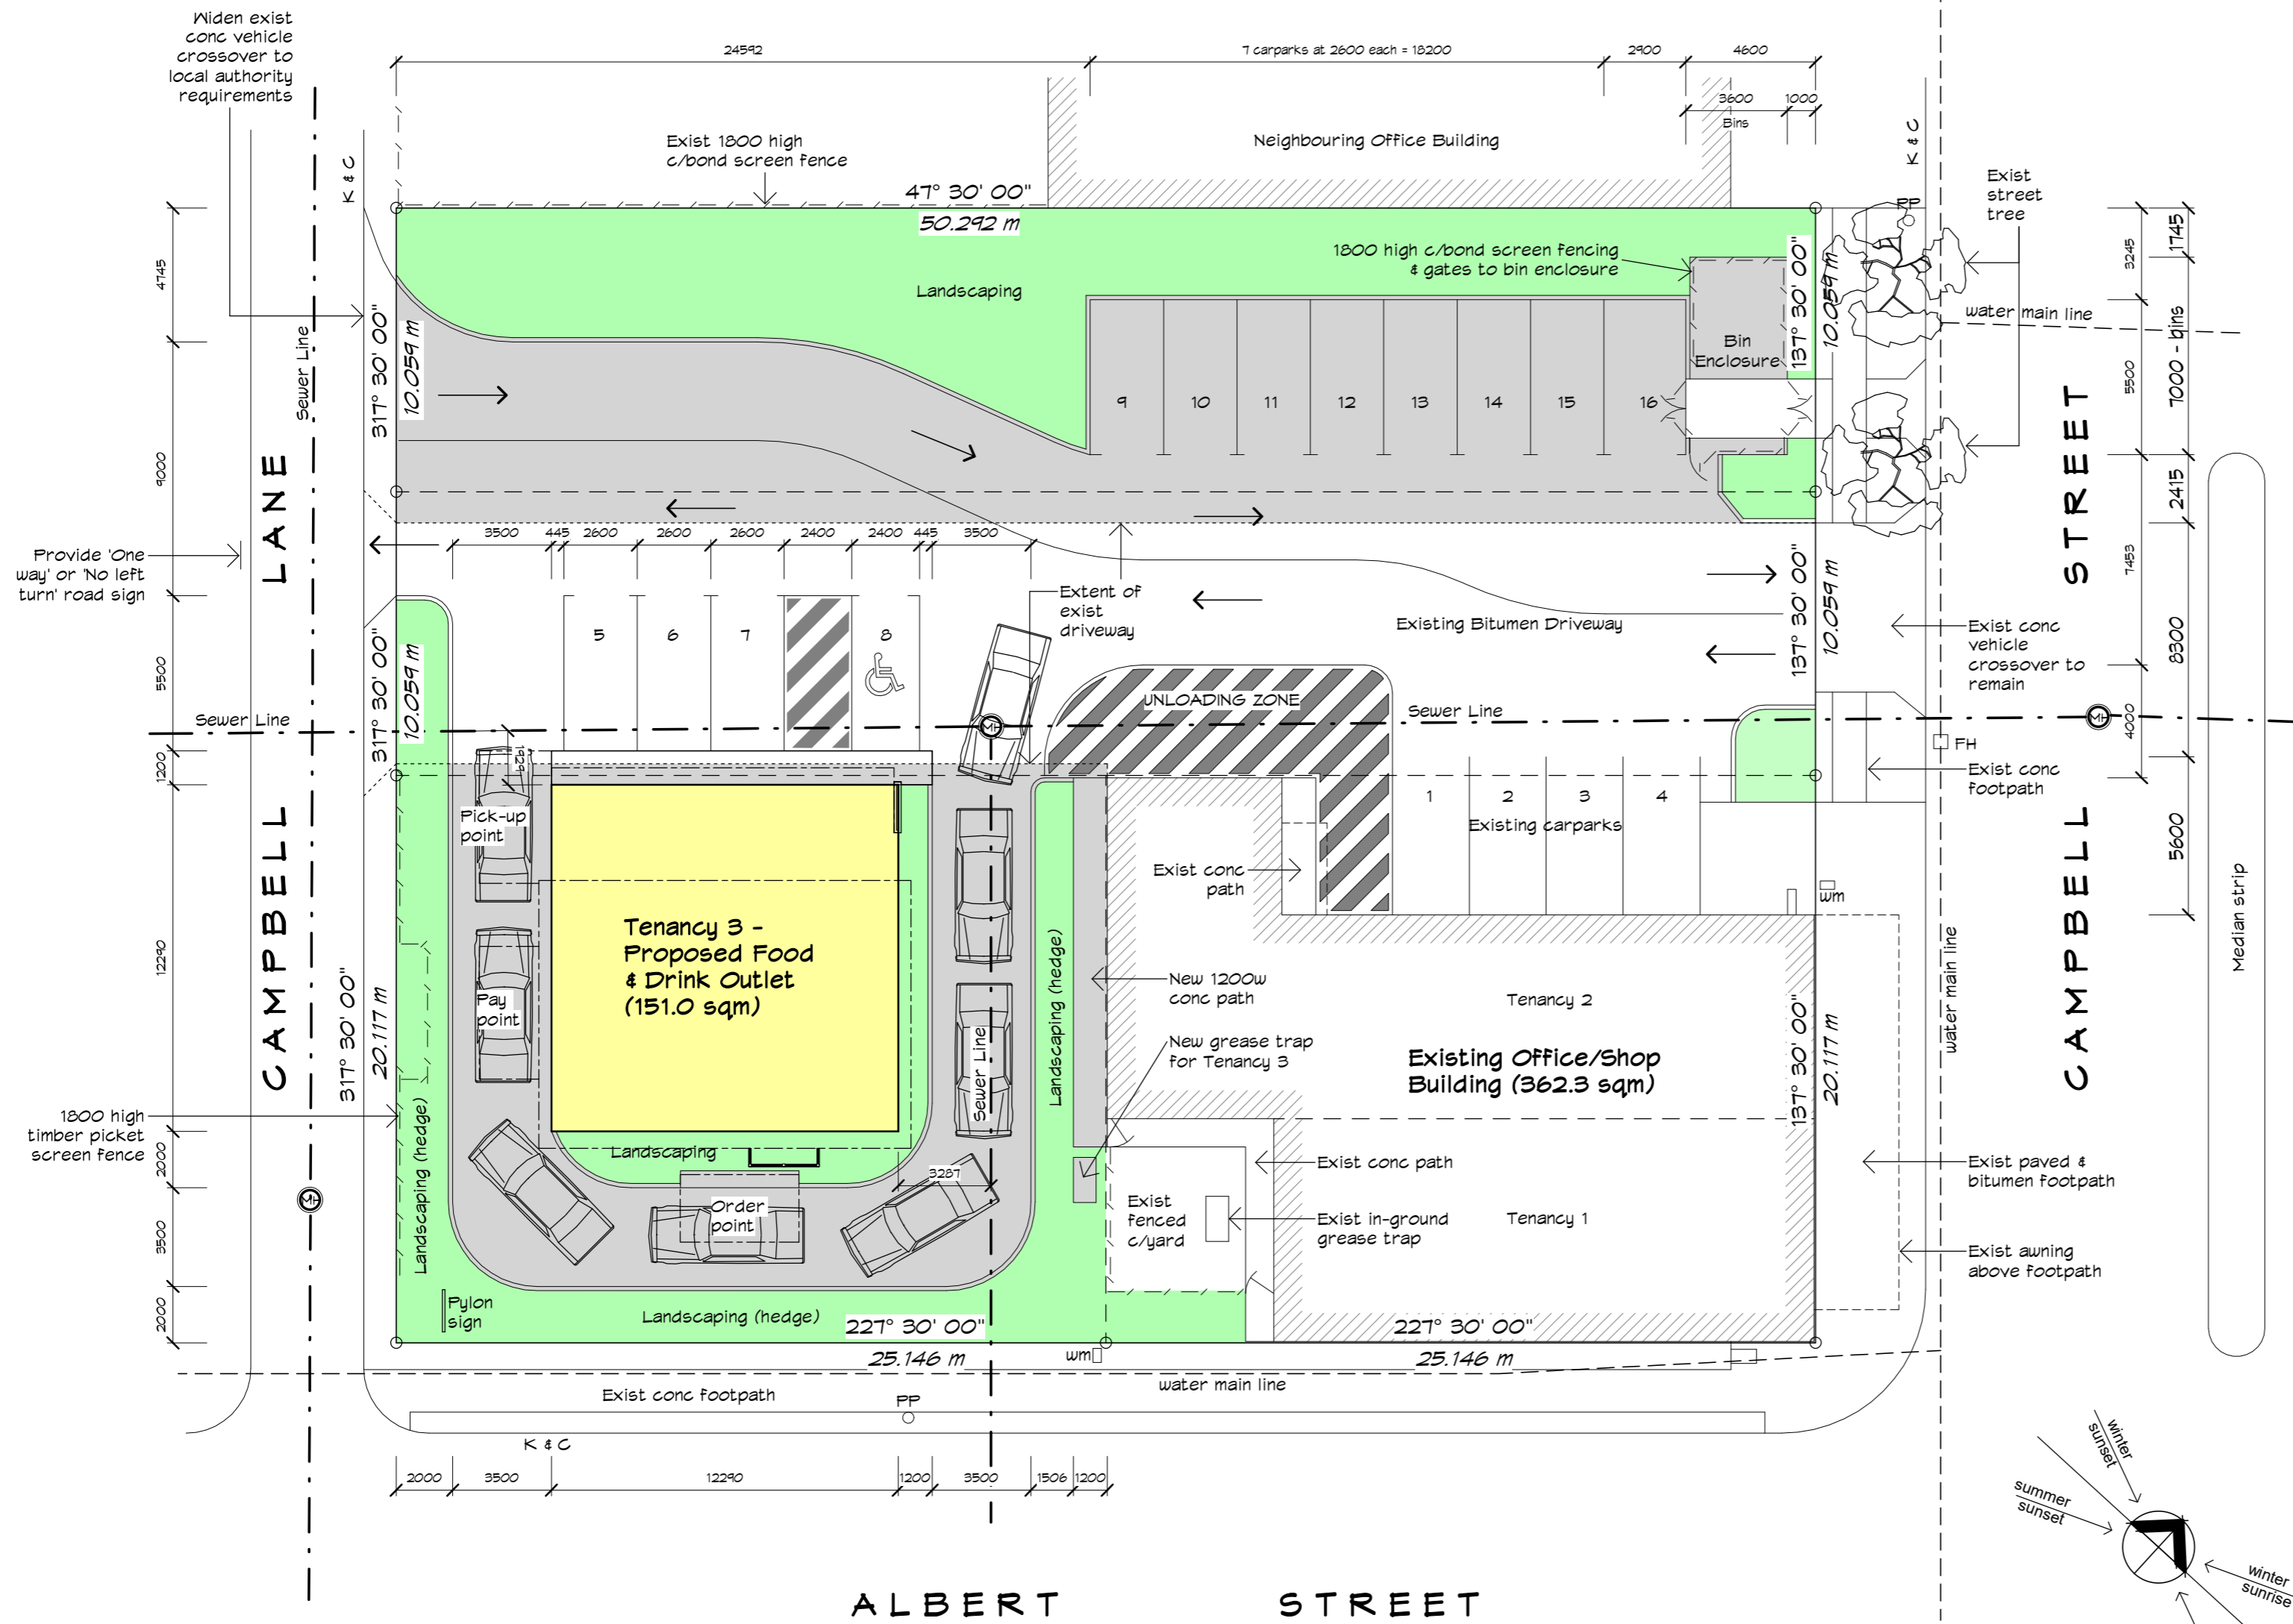 Widen exist
conc vehicle
crossover to
local authority
requirements
24592
7 carparks at 2600 each = 18200
2900
4600
3600
1000
Bins
K & C
Exist 1800 high
c/bond screen fence
Neighbouring Office Building
K & C
Exist
street
tree
47° 30' 00"
50.292 m
PP
1800 high c/bond screen fencing
& gates to bin enclosure
Landscaping
137° 30' 00"
10.059 m
water main line
4745
3245
1745
Sewer Line
317° 30' 00"
10.059 m
Bin
Enclosure
9
10
11
12
13
14
15
16
5500
7000 - bins
9000
2415
Provide 'One
way' or 'No left
turn' road sign
3500
445
2600
2600
2600
2400
2400
445
3500
Extent of
exist
driveway
5
6
7
8
Existing Bitumen Driveway
137° 30' 00"
10.059 m
7453
8300
Exist conc
vehicle
crossover to
remain
5500
317° 30' 00"
10.059 m
UNLOADING ZONE
Sewer Line
Sewer Line
MH
MH
4000
FH
Exist conc
footpath
1200
1929
Pick-up
point
1
2
3
4
Existing carparks
5600
Exist conc
path
wm
12290
Tenancy 3 -
Proposed Food
& Drink Outlet
(151.0 sqm)
Pay
point
Landscaping (hedge)
New 1200w
conc path
Tenancy 2
New grease trap
for Tenancy 3
Existing Office/Shop
Building (362.3 sqm)
Sewer Line
317° 30' 00"
20.117 m
137° 30' 00"
20.117 m
water main line
Median strip
CAMPBELL LANE
CAMPBELL STREET
1800 high
timber picket
screen fence
2000
Landscaping (hedge)
Landscaping
3287
Exist conc path
Exist paved &
bitumen footpath
MH
Order
point
Exist
fenced
c/yard
Exist in-ground
grease trap
Tenancy 1
3500
Exist awning
above footpath
2000
Pylon
sign
Landscaping (hedge)
227° 30' 00"
227° 30' 00"
25.146 m
wm
25.146 m
water main line
Exist conc footpath
PP
K & C
2000
3500
12290
1200
3500
1506
1200
winter
sunset
summer
sunset
winter
sunrise
ALBERT STREET